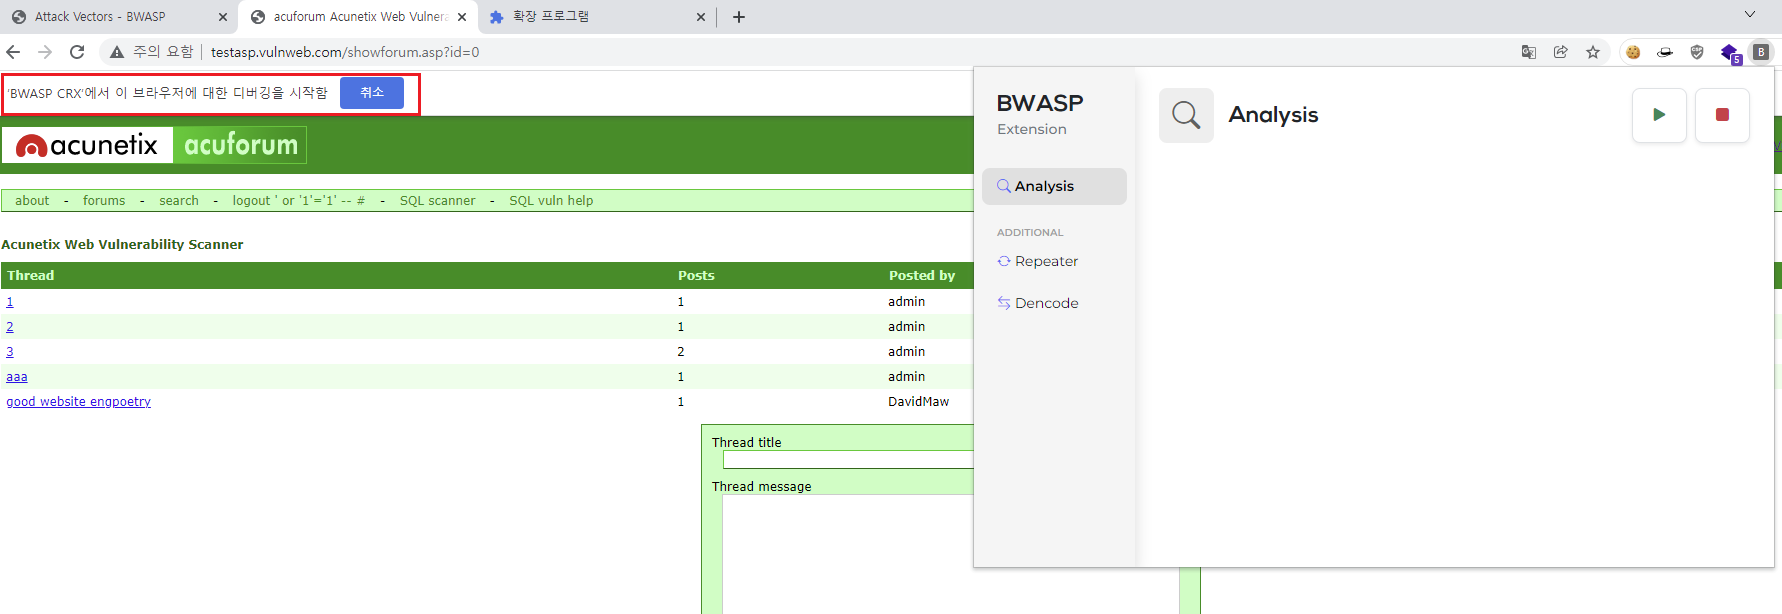 Attack Vectors - BWASP
acuforum Acunetix Web Vulnera
확장 프로그램
주의 요함
testasp.vulnweb.com/showforum.asp?id=0
5
B
'BWASP CRX'에서 이 브라우저에 대한 디버깅을 시작함
취소
acunetix
acuforum
about - forums - search - logout ' or '1'='1' -- # - SQL scanner - SQL vuln help
Acunetix Web Vulnerability Scanner
Thread Posts Posted by
1 1 admin
2 1 admin
3 2 admin
aaa 1 admin
good website engpoetry 1 DavidMaw
Thread title
Thread message
BWASP
Extension
Analysis
ADDITIONAL
Repeater
Dencode
Analysis